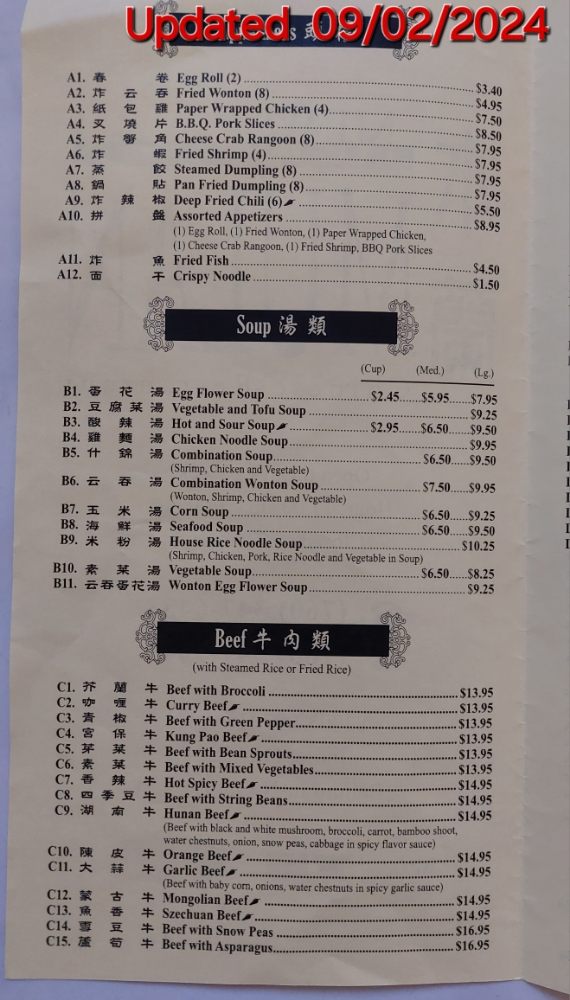 Updated 09/02/2024
A1. 春 卷 Egg Roll (2) $3.40
A2. 炸 云 吞 Fried Wonton (8) $4.95
A3. 紙 包 雞 Paper Wrapped Chicken (4) $7.50
A4. 叉 燒 片 B.B.Q. Pork Slices $8.50
A5. 炸 蟹 角 Cheese Crab Rangoon (8) $7.95
A6. 炸 蝦 Fried Shrimp (4) $7.95
A7. 蒸 餃 Steamed Dumpling (8) $7.95
A8. 鍋 貼 Pan Fried Dumpling (8) $7.95
A9. 炸 辣 椒 Deep Fried Chili (6) $5.50
A10. 拼 盤 Assorted Appetizers $8.95
(1) Egg Roll, (1) Fried Wonton, (1) Paper Wrapped Chicken,
(1) Cheese Crab Rangoon, (1) Fried Shrimp, BBQ Pork Slices
A11. 炸 魚 Fried Fish $4.50
A12. 面 干 Crispy Noodle $1.50
Soup 湯 類
(Cup) (Med.) (Lg.)
B1. 蛋 花 湯 Egg Flower Soup $2.45 $5.95 $7.95
B2. 豆 腐 菜 湯 Vegetable and Tofu Soup $9.25
B3. 酸 辣 湯 Hot and Sour Soup $2.95 $6.50 $9.50
B4. 雞 麵 湯 Chicken Noodle Soup $9.95
B5. 什 錦 湯 Combination Soup $6.50 $9.50
(Shrimp, Chicken and Vegetable)
B6. 云 吞 湯 Combination Wonton Soup $7.50 $9.95
(Wonton, Shrimp, Chicken and Vegetable)
B7. 玉 米 湯 Corn Soup $6.50 $9.25
B8. 海 鮮 湯 Seafood Soup $6.50 $9.50
B9. 米 粉 湯 House Rice Noodle Soup $10.25
(Shrimp, Chicken, Pork, Rice Noodle and Vegetable in Soup)
B10. 素 菜 湯 Vegetable Soup $6.50 $8.25
B11. 云吞蛋花湯 Wonton Egg Flower Soup $9.25
Beef 牛 肉 類
(with Steamed Rice or Fried Rice)
C1. 芥 蘭 牛 Beef with Broccoli $13.95
C2. 咖 喱 牛 Curry Beef $13.95
C3. 青 椒 牛 Beef with Green Pepper $13.95
C4. 宮 保 牛 Kung Pao Beef $13.95
C5. 芽 菜 牛 Beef with Bean Sprouts $13.95
C6. 素 菜 牛 Beef with Mixed Vegetables $13.95
C7. 香 辣 牛 Hot Spicy Beef $14.95
C8. 四 季 豆 牛 Beef with String Beans $14.95
C9. 湖 南 牛 Hunan Beef $14.95
(Beef with black and white mushroom, broccoli, carrot, bamboo shoot,
water chestnuts, onion, snow peas, cabbage in spicy flavor sauce)
C10. 陳 皮 牛 Orange Beef $14.95
C11. 大 蒜 牛 Garlic Beef $14.95
(Beef with baby corn, onions, water chestnuts in spicy garlic sauce)
C12. 蒙 古 牛 Mongolian Beef $14.95
C13. 魚 香 牛 Szechuan Beef $14.95
C14. 雪 豆 牛 Beef with Snow Peas $16.95
C15. 蘆 筍 牛 Beef with Asparagus $16.95